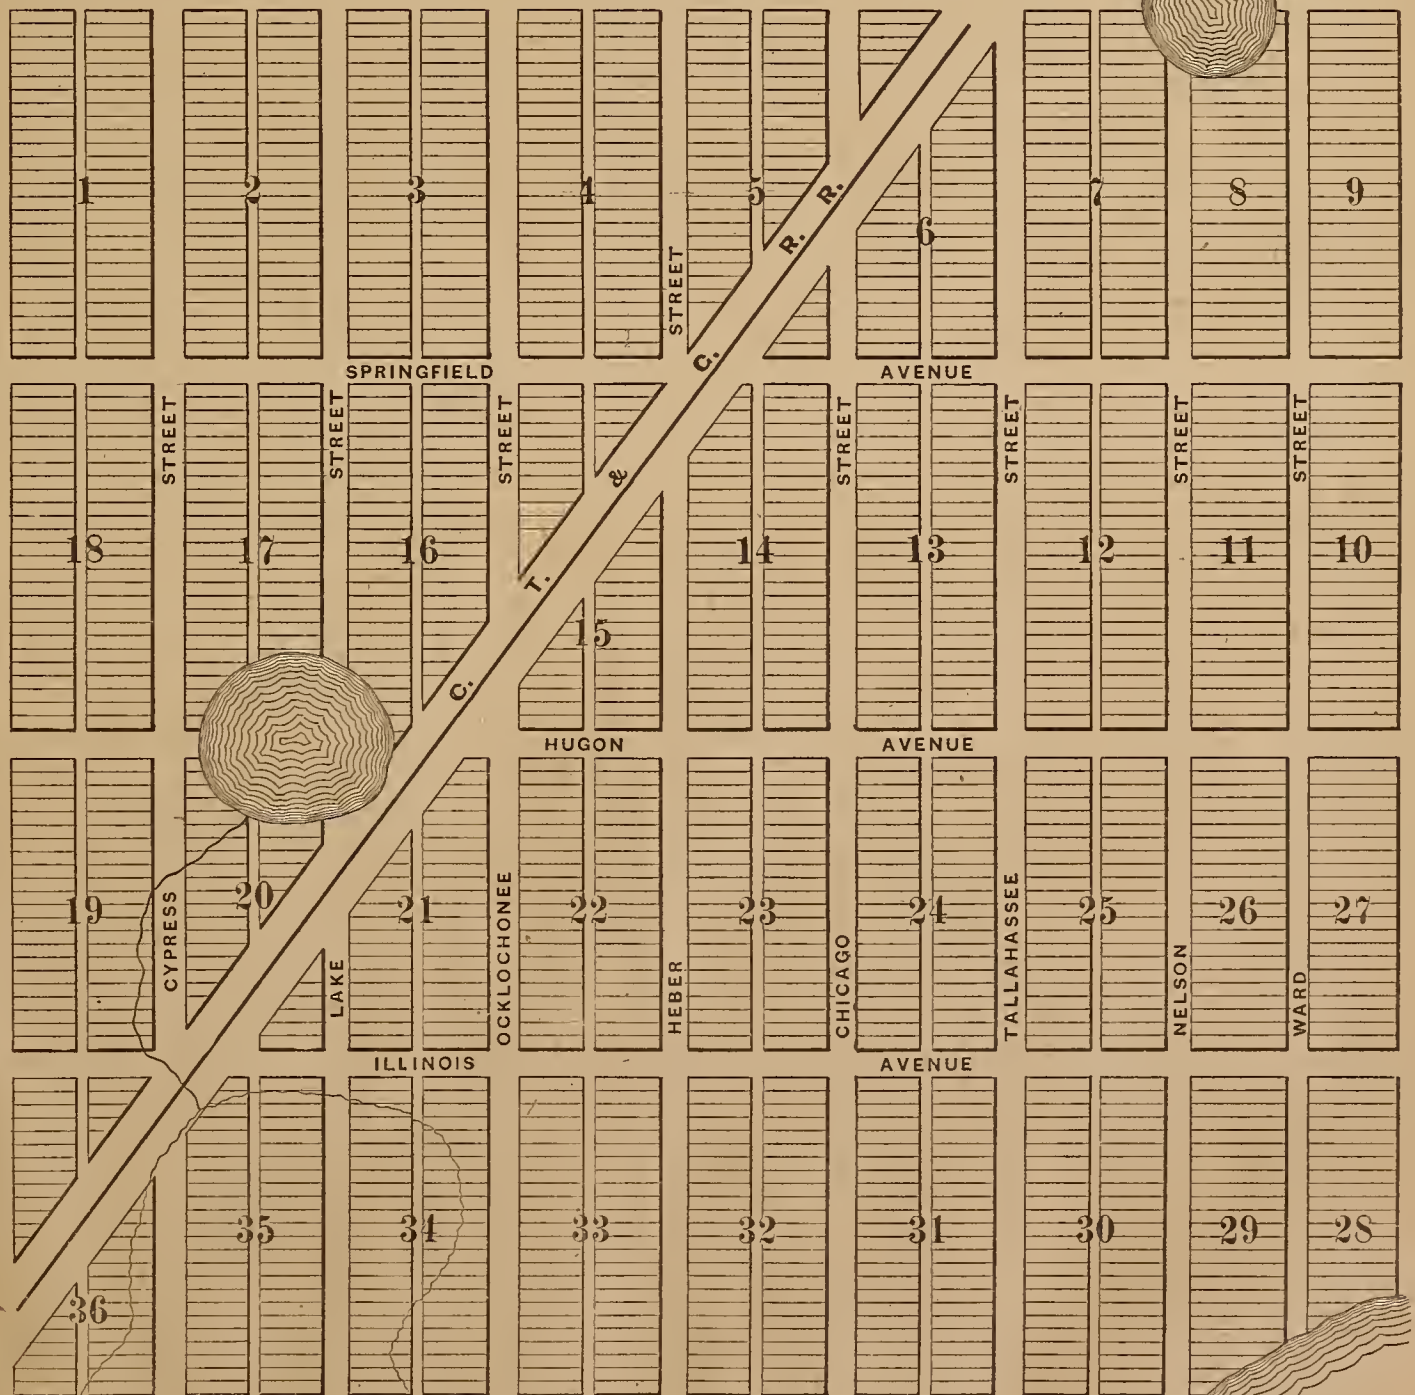 1 2 3 4 5 6 7 8 9
STREET
SPRINGFIELD AVENUE
STREET STREET STREET STREET STREET STREET STREET
18 17 16 15 14 13 12 11 10
C. T. & C. R. R.
HUGON AVENUE
19 20 21 22 23 24 25 26 27
CYPRESS LAKE OCKLOCHONEE HEBER CHICAGO TALLAHASSEE NELSON WARD
ILLINOIS AVENUE
36 35 34 33 32 31 30 29 28